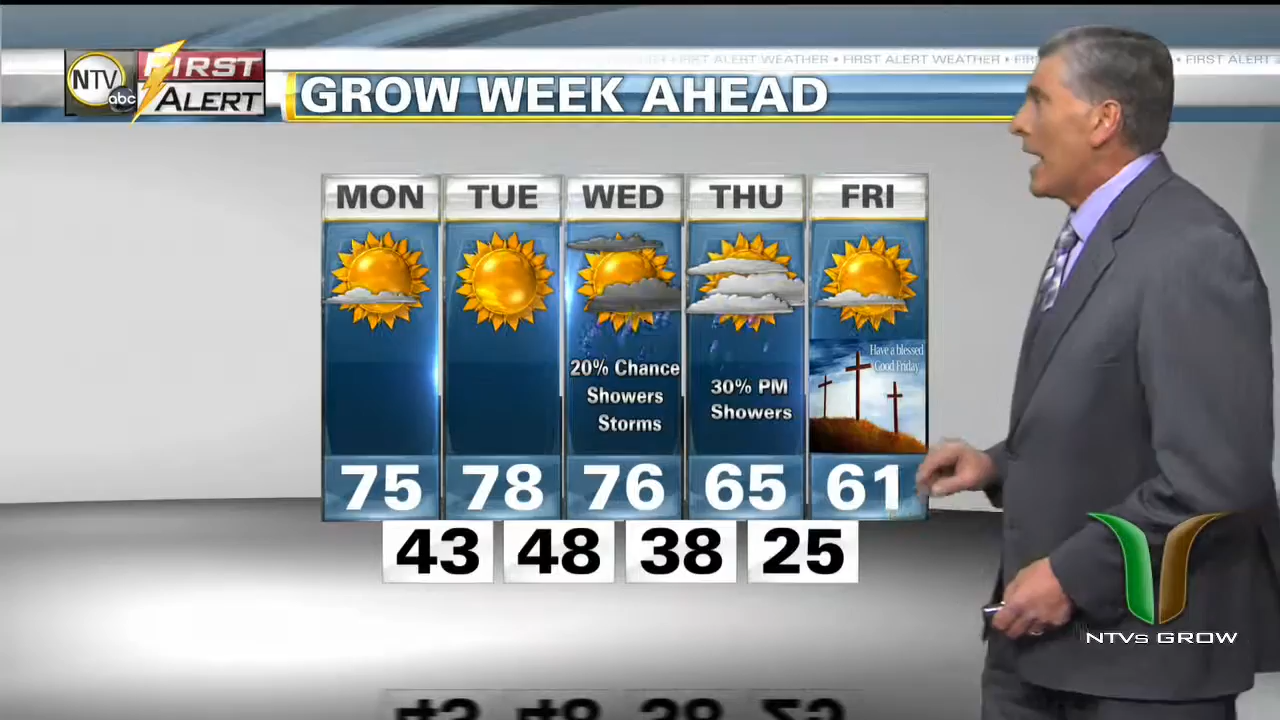 NTV
abc
FIRST
ALERT
FIRST ALERT WEATHER • FIRST ALERT WEATHER • FIRST ALERT
GROW WEEK AHEAD
MON TUE WED THU FRI
20% Chance
Showers
Storms
30% PM
Showers
Have a blessed
Good Friday
75 78 76 65 61
43 48 38 25
NTVs GROW